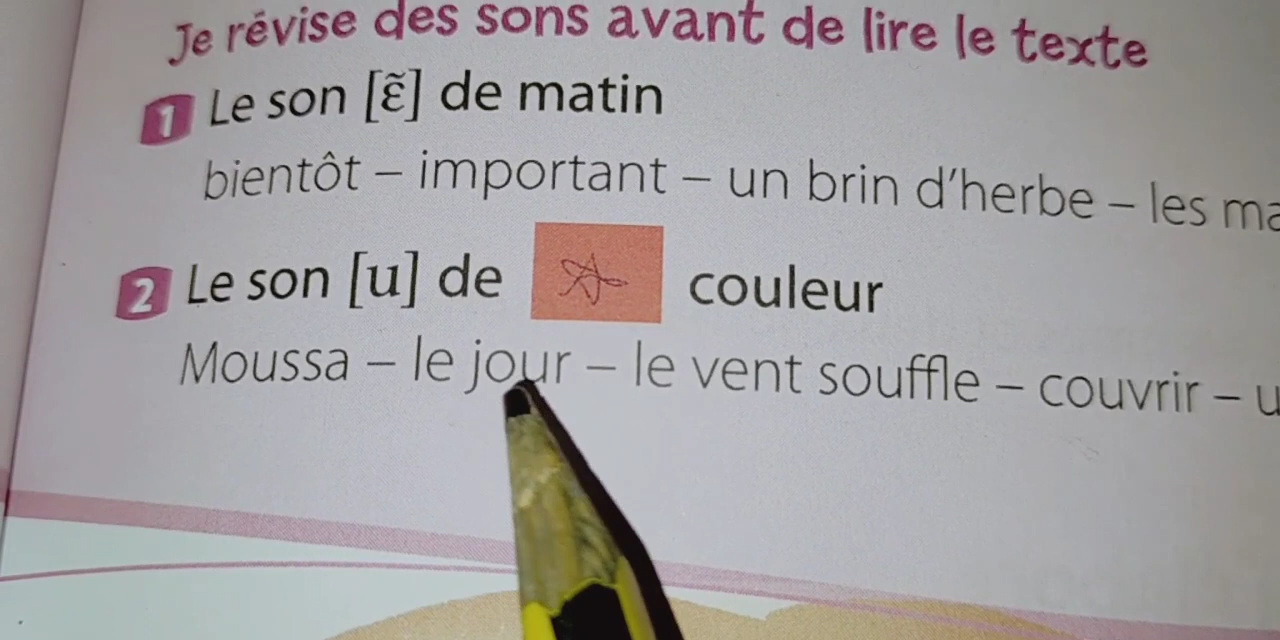 Je révise des sons avant de lire le texte
1 Le son [ɛ̃] de matin
bientôt – important – un brin d'herbe – les
2 Le son [u] de couleur
Moussa – le jour – le vent souffle – couvrir –